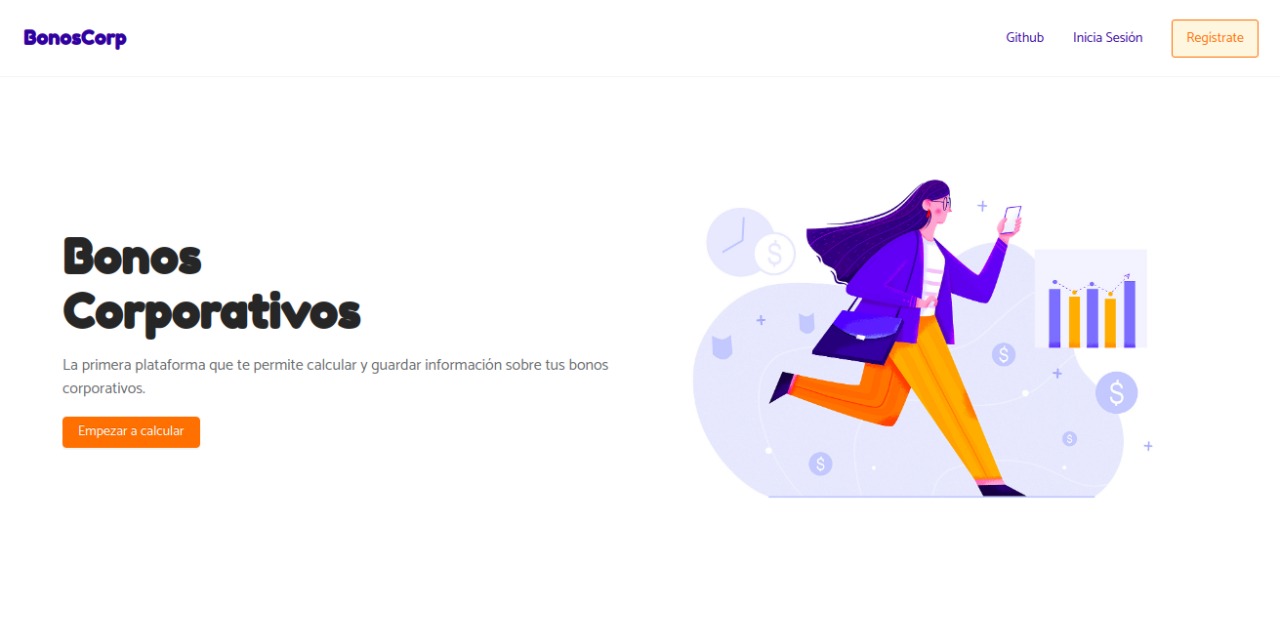 BonosCorp
Github
Inicia Sesión
Regístrate
Bonos
Corporativos
La primera plataforma que te permite calcular y guardar información sobre tus bonos
corporativos.
Empezar a calcular
$
$
$
$
$